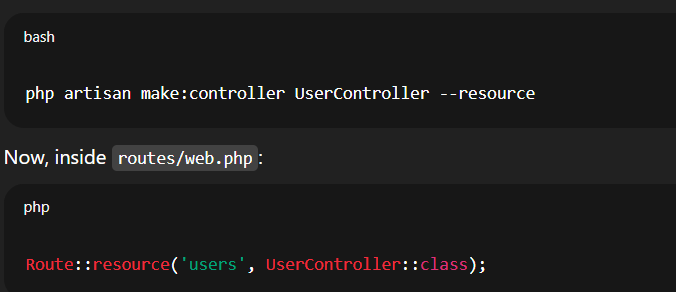 bash
php artisan make:controller UserController --resource
Now, inside routes/web.php:
php
Route::resource('users', UserController::class);